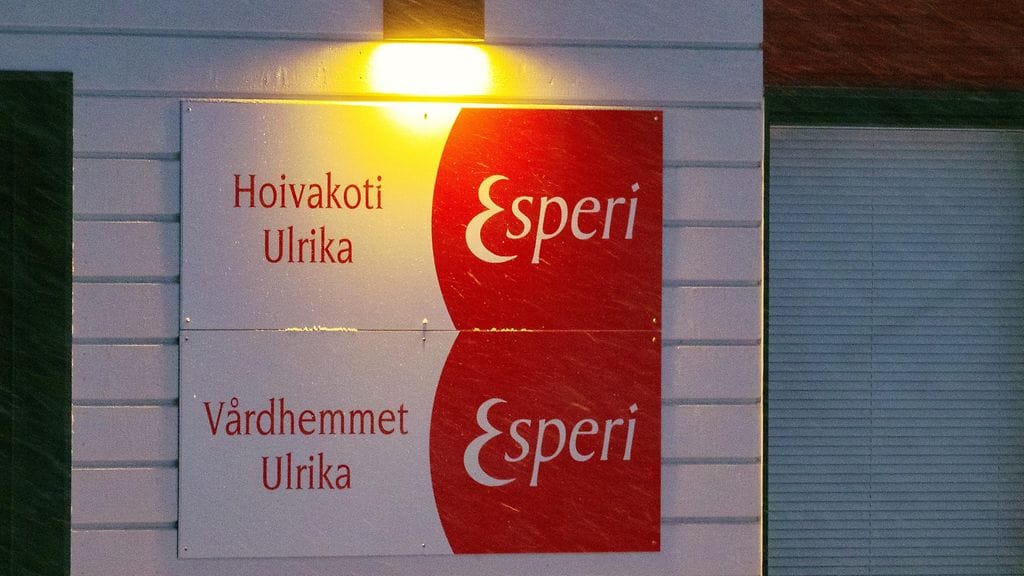 Hoivakoti
Ulrika
Esperi
Vårdhemmet
Ulrika
Esperi